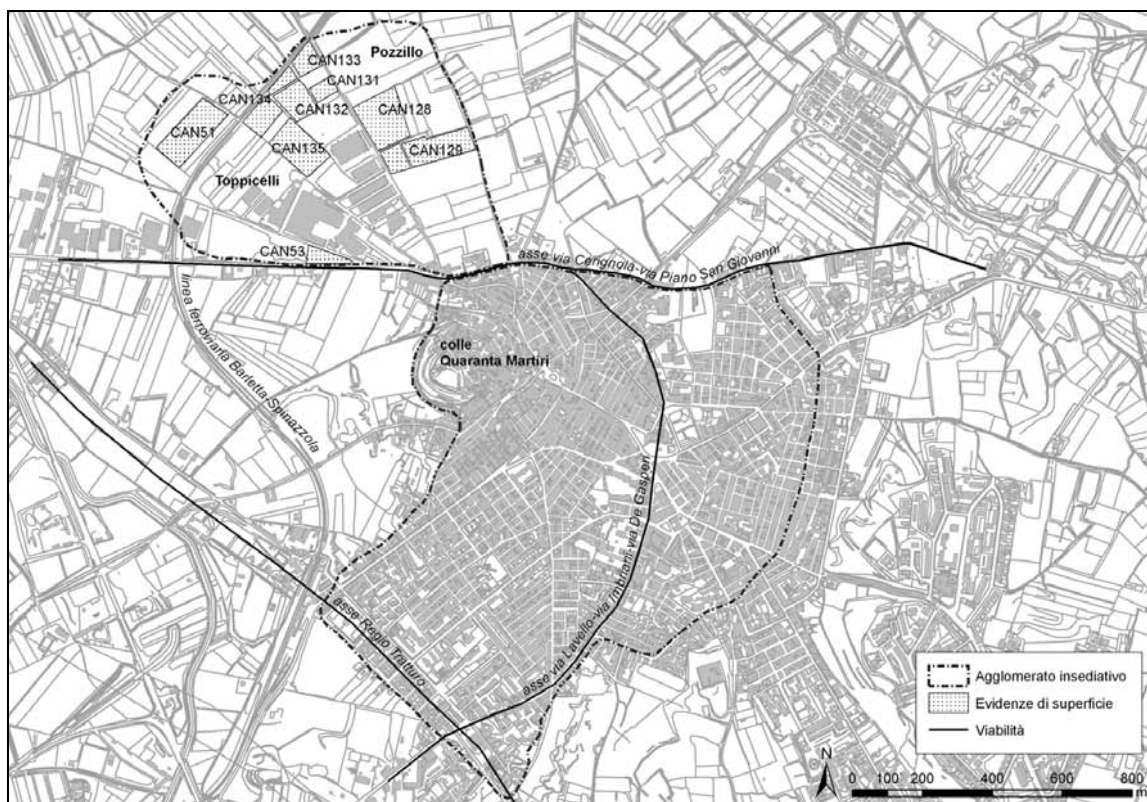 CAN133
Pozzillo
CAN131
CAN134
CAN132
CAN128
CAN51
CAN135
CAN129
Toppicelli
CAN53
asse via Cerignola-via Piano San Giovanni
linea ferroviaria Barletta-Spinazzola
colle
Quaranta Martiri
asse via Lavello-via Imbriani-via De Gasperi
asse Regio Tratturo
Agglomerato insediativo
Evidenze di superficie
Viabilità
N
0 100 200 400 600 800
m